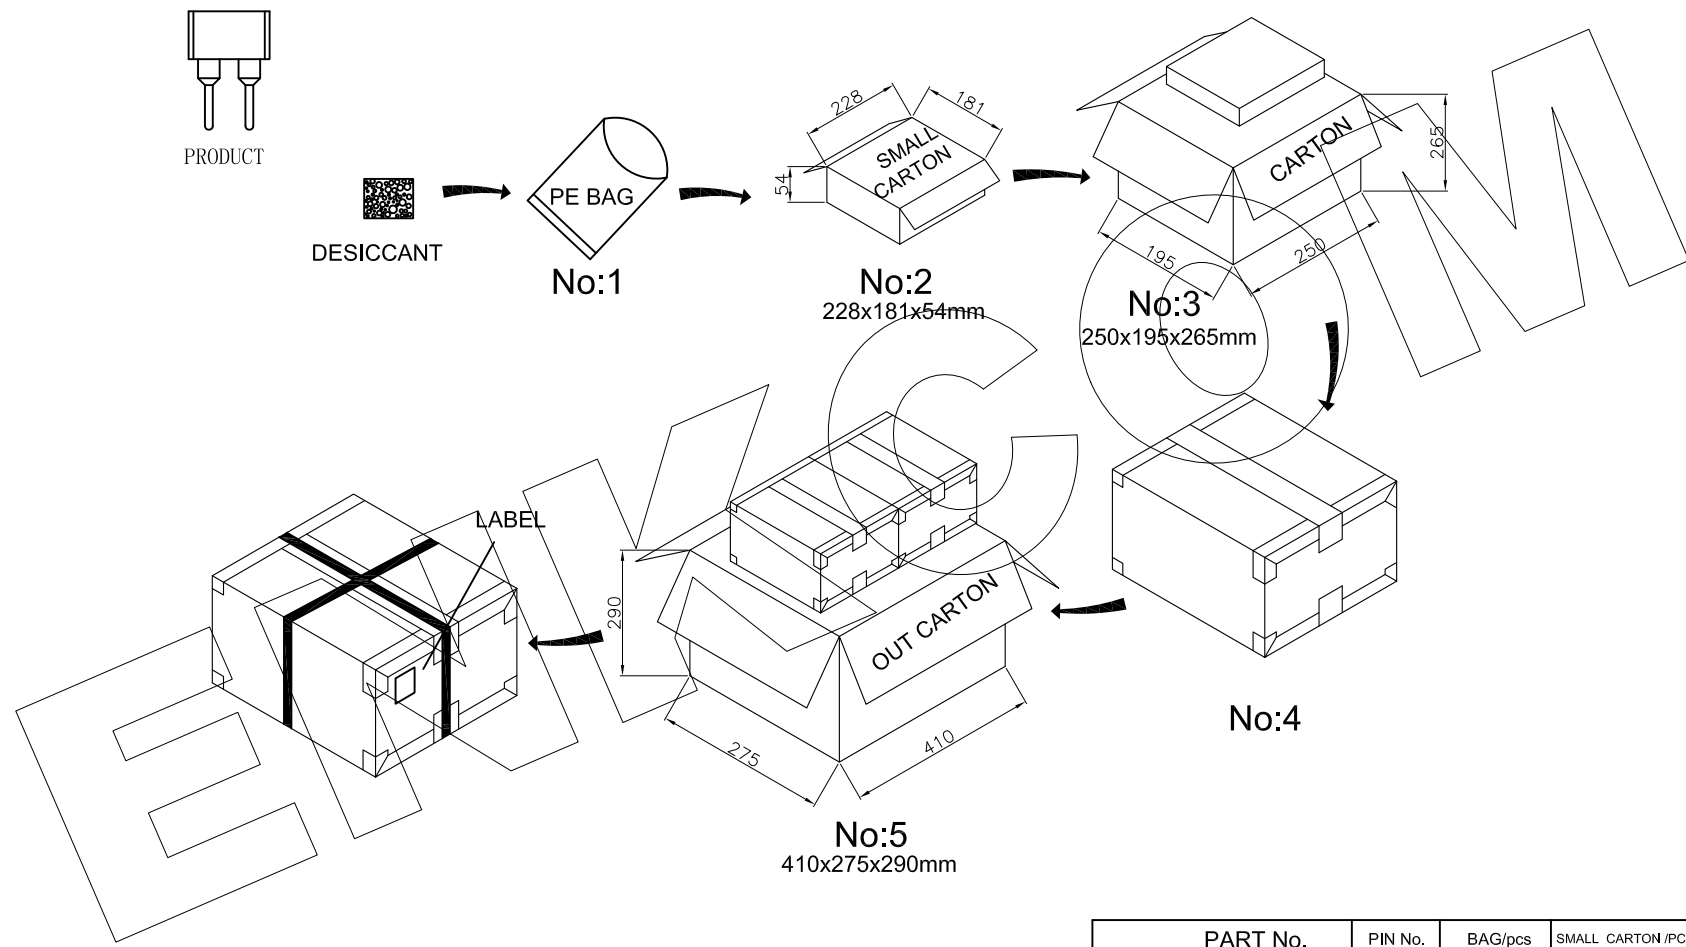 PRODUCT
DESICCANT
PE BAG
No:1
228
181
54
SMALL
CARTON
No:2
228x181x54mm
CARTON
265
195
250
No:3
250x195x265mm
No:4
290
OUT CARTON
275
410
No:5
410x275x290mm
LABEL
PART No.
PIN No.
BAG/pcs
SMALL CARTON /PC